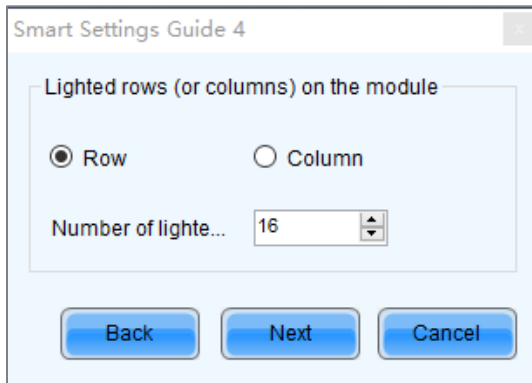 Smart Settings Guide 4
Lighted rows (or columns) on the module
Row Column
Number of lighte... 16
Back Next Cancel